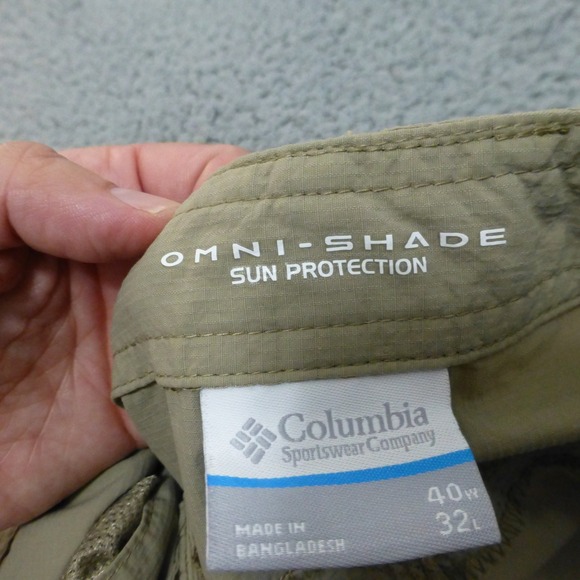 OMNI-SHADE
SUN PROTECTION
Columbia
Sportswear Company
40W
32L
MADE IN
BANGLADESH